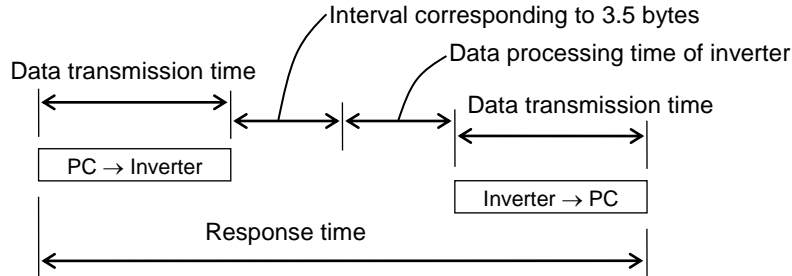 Interval corresponding to 3.5 bytes
Data processing time of inverter
Data transmission time
Data transmission time
PC → Inverter
Inverter → PC
Response time